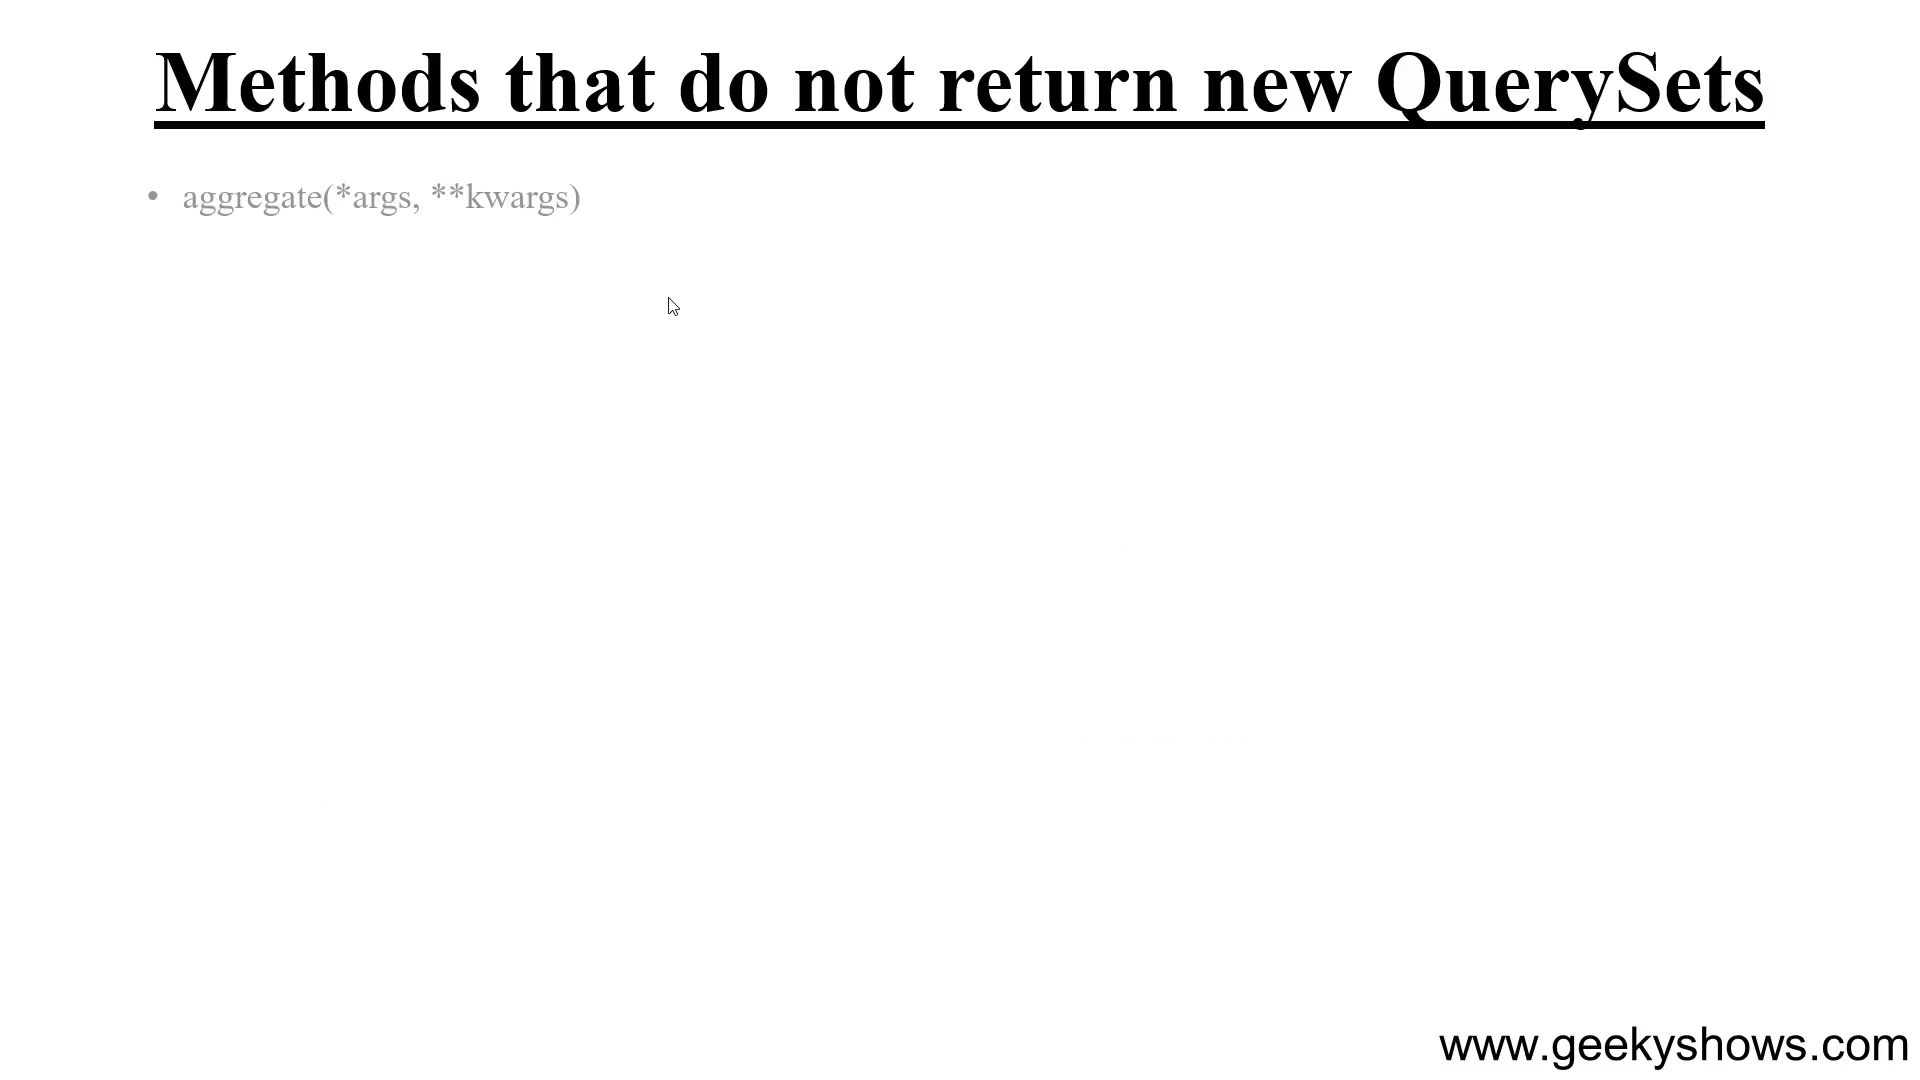 Methods that do not return new QuerySets
• aggregate(*args, **kwargs)
www.geekyshows.com